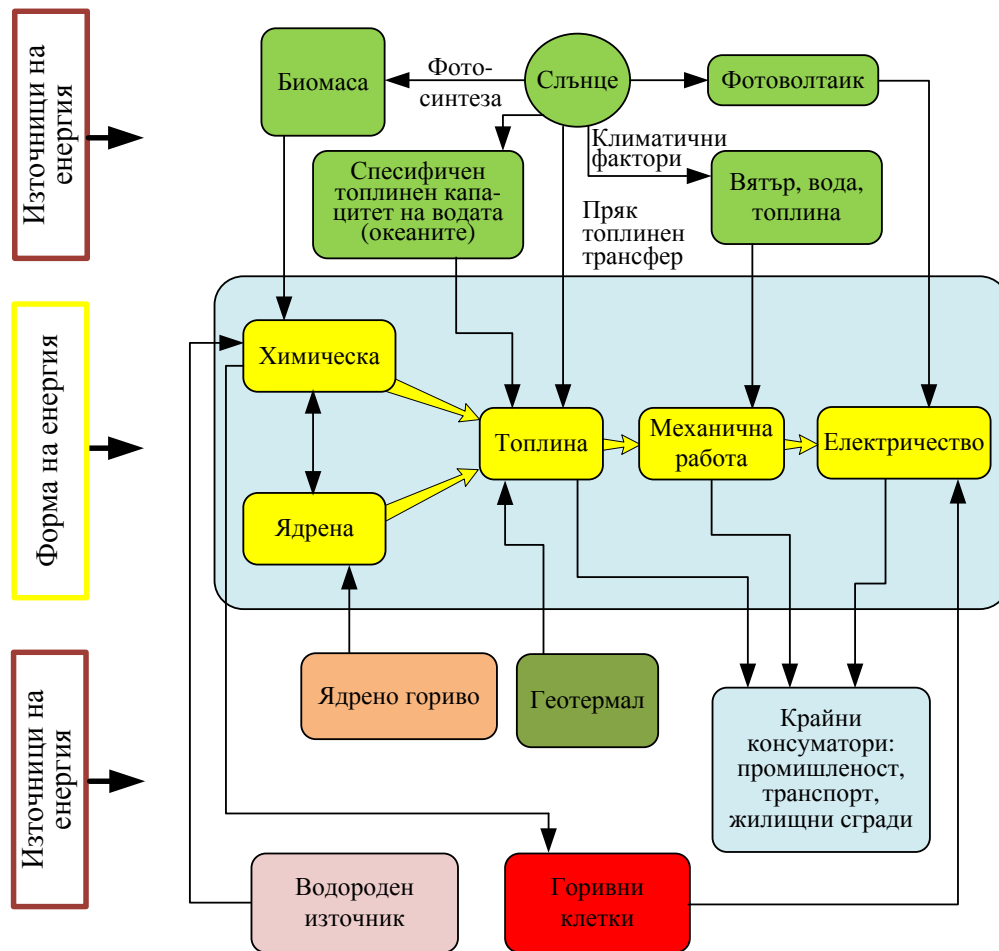 Източници на
енергия
Биомаса
Фото-
синтеза
Слънце
Фотоволтаик
Спесифичен
топлинен капа-
цитет на водата
(океаните)
Климатични
фактори
Вятър, вода,
топлина
Пряк
топлинен
трансфер
Форма на енергия
Химическа
Топлина
Механична
работа
Електричество
Ядрена
Източници на
енергия
Ядрено гориво
Геотермал
Крайни
консуматори:
промишленост,
транспорт,
жилищни сгради
Водороден
източник
Горивни
клетки